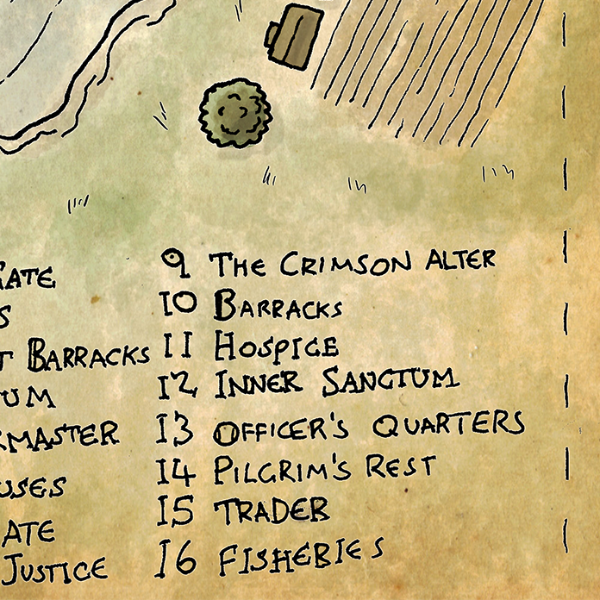 GATE
S
T BARRACKS
UM
RMASTER
USES
ATE
JUSTICE
9 THE CRIMSON ALTER
10 BARRACKS
11 HOSPICE
12 INNER SANCTUM
13 OFFICER'S QUARTERS
14 PILGRIM'S REST
15 TRADER
16 FISHERIES